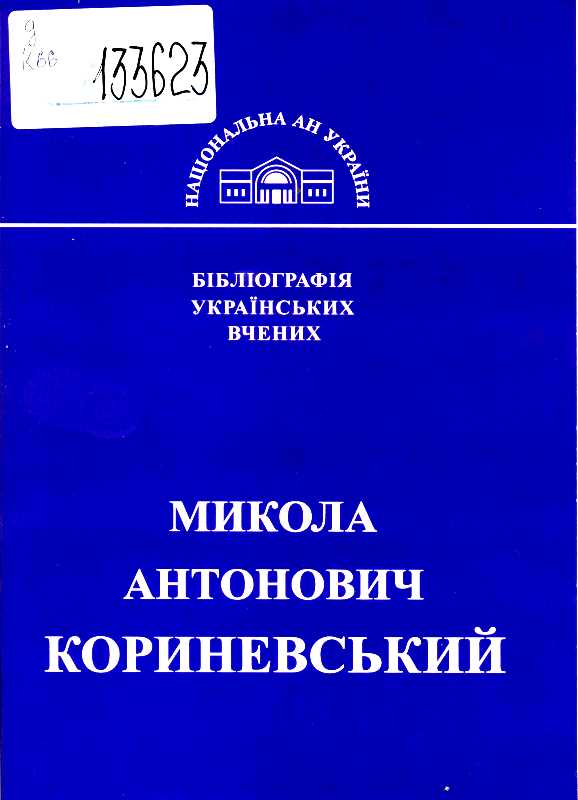 133623
НАЦІОНАЛЬНА АН УКРАЇНИ
БІБЛІОГРАФІЯ
УКРАЇНСЬКИХ
ВЧЕНИХ
МИКОЛА
АНТОНОВИЧ
КОРИНЕВСЬКИЙ